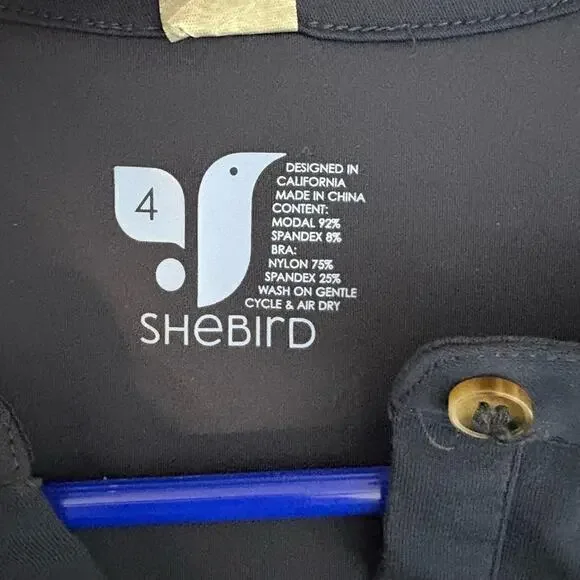 4
DESIGNED IN
CALIFORNIA
MADE IN CHINA
CONTENT:
MODAL 92%
SPANDEX 8%
BRA:
NYLON 75%
SPANDEX 25%
WASH ON GENTLE
CYCLE & AIR DRY
SHeBIrD